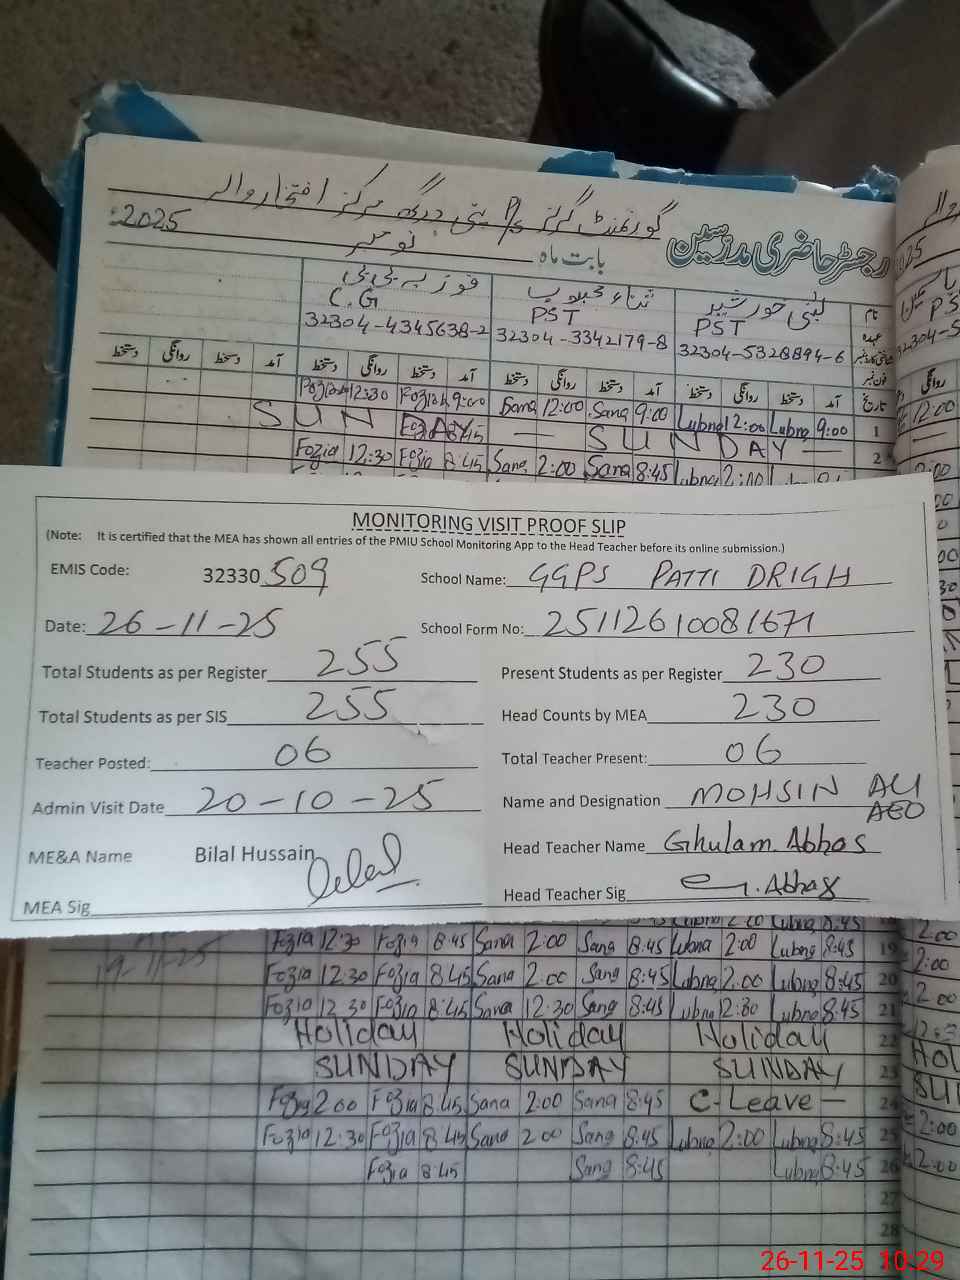 گورنمنٹ گرلز P/S پتی درگھ مرکز افتخار والہ
رجسٹر حاضری مدرسین
بابت ماہ نومبر 2025
نام لبنیٰ خورشید ثناء محبوب فوزیہ بی بی
عہدہ PST PST C.G
32304-5328894-6 32304-3342179-8 32304-4345638-2
تاریخ آمد دستخط روانگی دستخط آمد دستخط روانگی دستخط آمد دستخط روانگی دستخط آمد دستخط روانگی دستخط
Fozia 12:30 Fozia 9:00 Sana 12:00 Sana 9:00 Lubna 12:00 Lubna 9:00 1
SUNDAY — SUNDAY — 2
Fozia 12:30 Fozia 8:45 Sana 2:00 Sana 8:45 Lubna 2:00
MONITORING VISIT PROOF SLIP
(Note: It is certified that the MEA has shown all entries of the PMIU School Monitoring App to the Head Teacher before its online submission.)
EMIS Code: 32330 509 School Name: GGPS PATTI DRIGH
Date: 26-11-25 School Form No: 25112610081671
Total Students as per Register 255 Present Students as per Register 230
Total Students as per SIS 255 Head Counts by MEA 230
Teacher Posted: 06 Total Teacher Present: 06
Admin Visit Date 20-10-25 Name and Designation MOHSIN ALI
AEO
ME&A Name Bilal Hussain Head Teacher Name Ghulam Abbas
MEA Sig Head Teacher Sig G. Abbas
19-11-25
Fozia 12:30 Fozia 8:45 Sana 2:00 Sana 8:45 Lubna 2:00 Lubna 8:45 19
Fozia 12:30 Fozia 8:45 Sana 2:00 Sana 8:45 Lubna 2:00 Lubna 8:45 20
Fozia 12:30 Fozia 8:45 Sana 12:30 Sana 8:45 Lubna 12:30 Lubna 8:45 21
Holiday Holiday Holiday 22
SUNDAY SUNDAY SUNDAY 23
Fozia 2:00 Fozia 8:45 Sana 2:00 Sana 8:45 C-Leave — 24
Fozia 12:30 Fozia 8:45 Sana 2:00 Sana 8:45 Lubna 2:00 Lubna 8:45 25
Fozia 8:45 Sana 8:45 Lubna 8:45 26
27
28
26-11-25 10:29